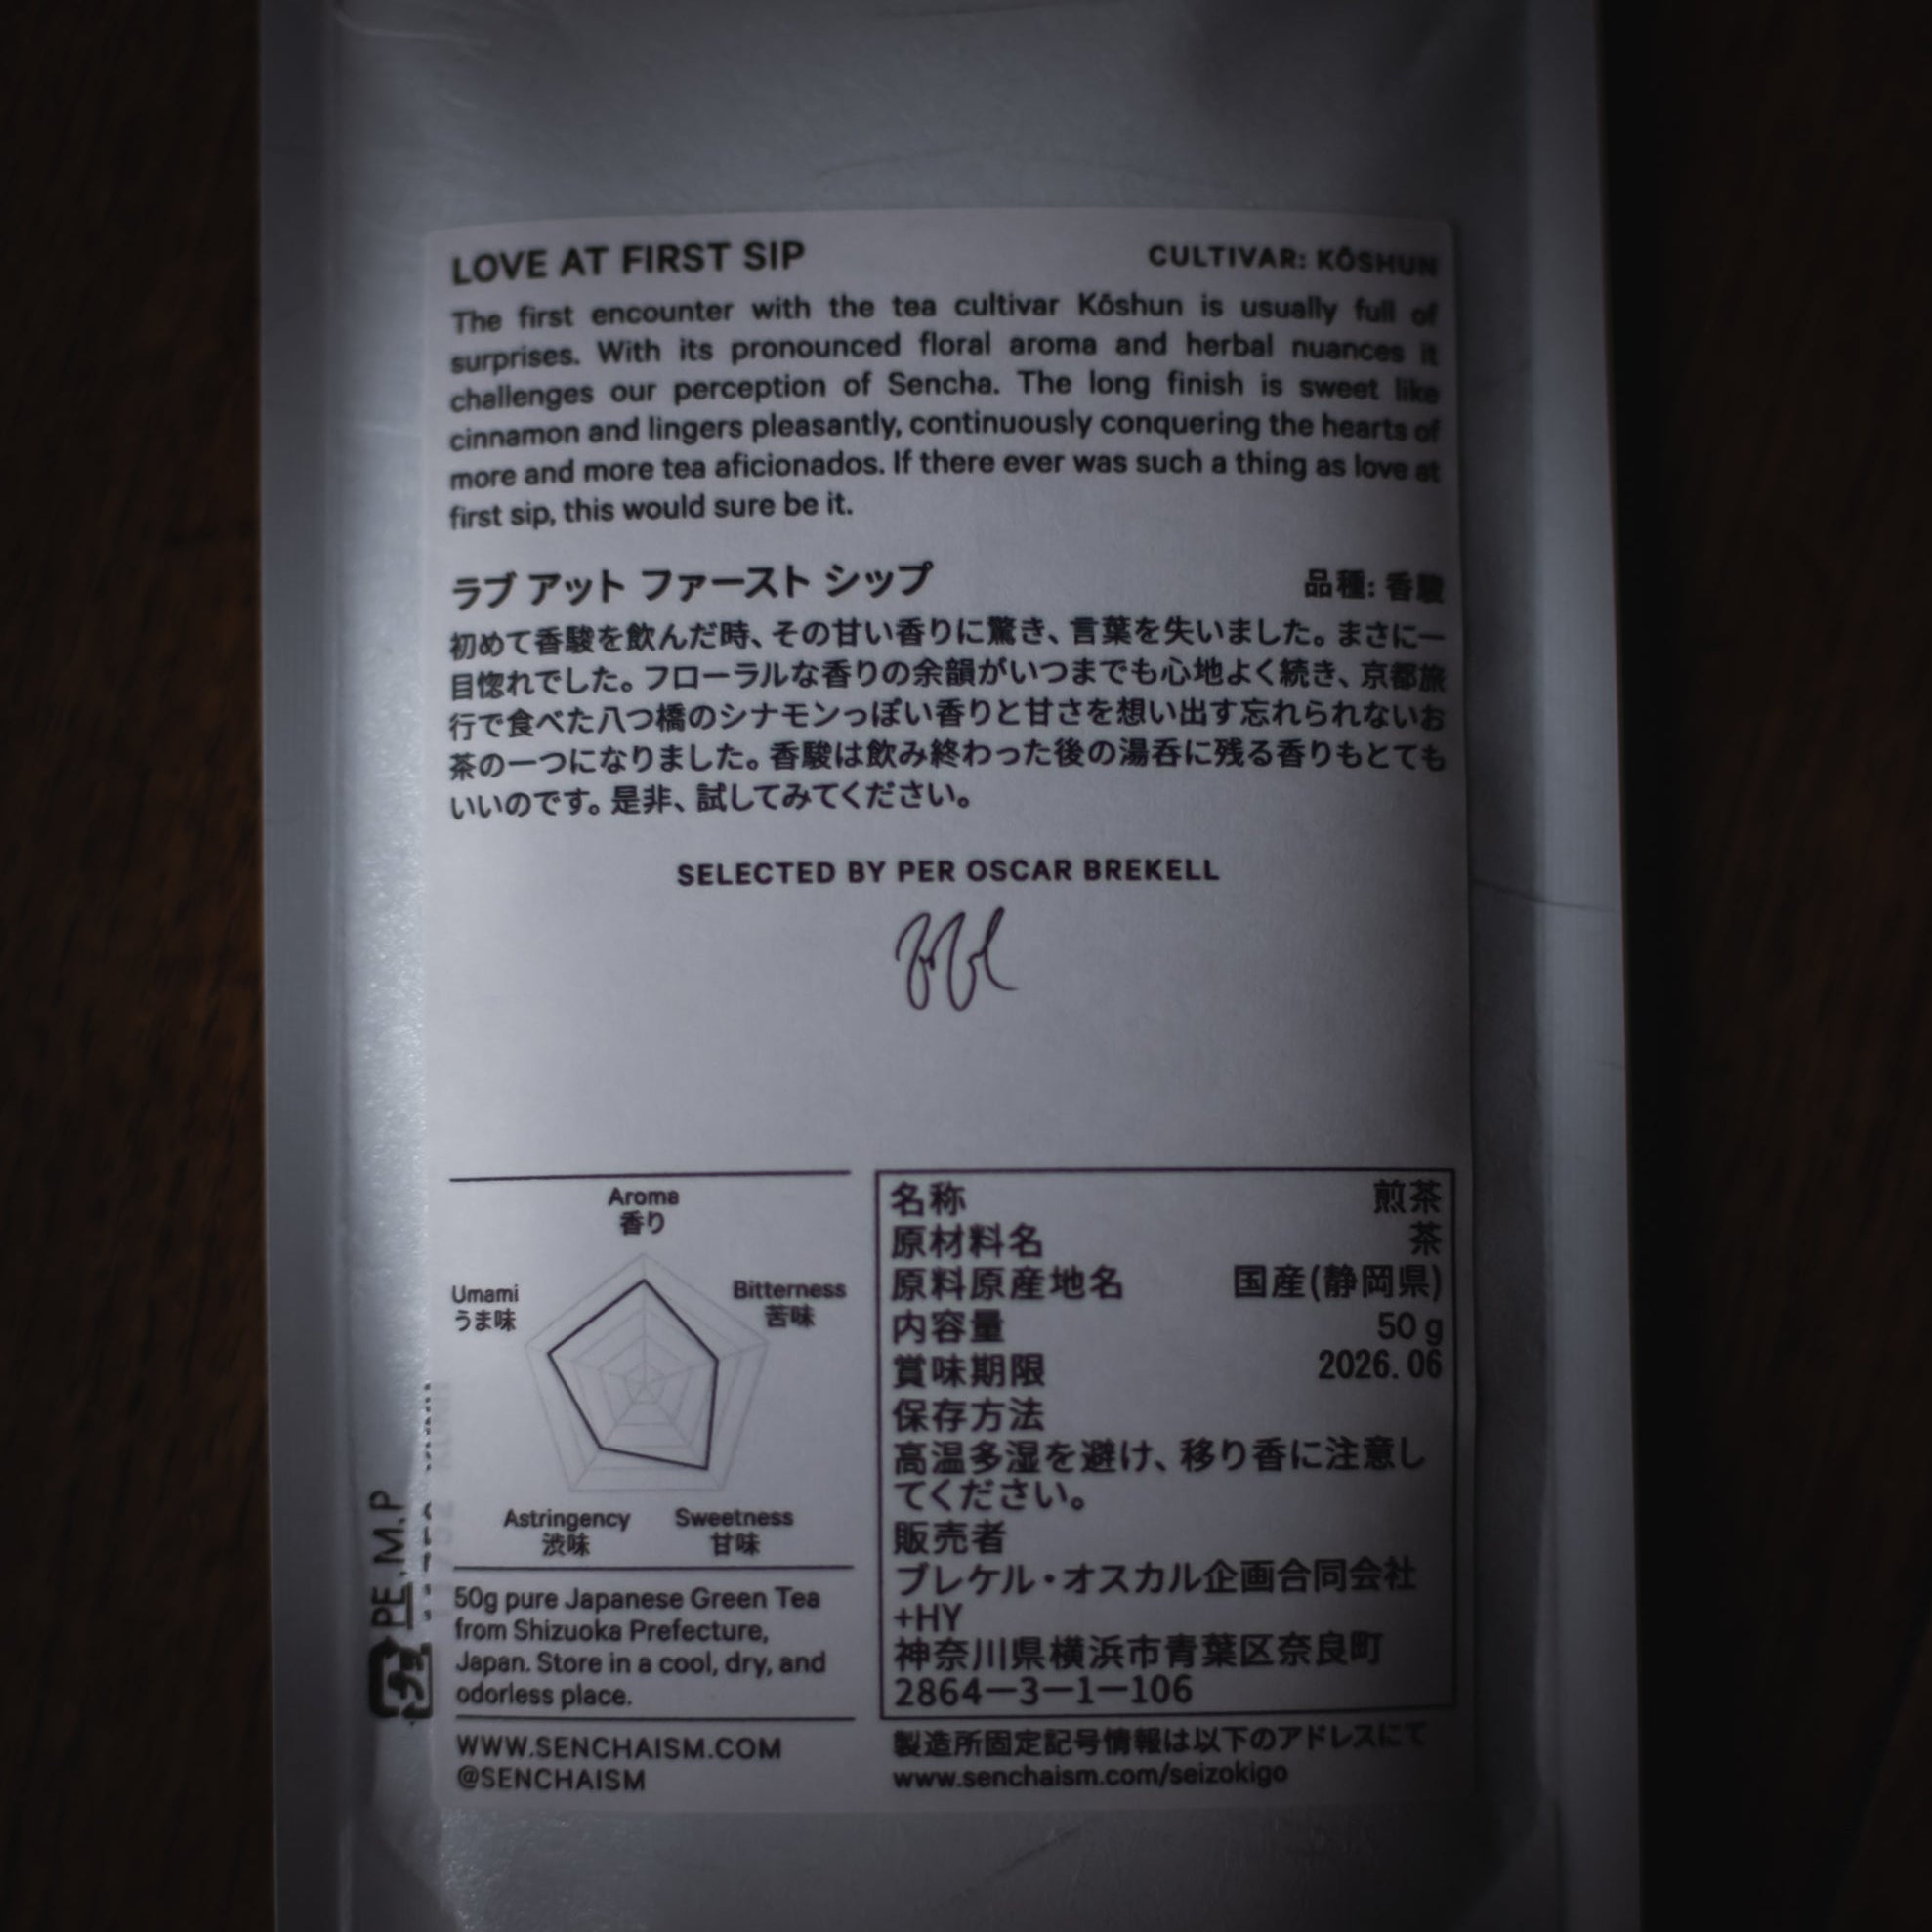 LOVE AT FIRST SIP
CULTIVAR: KŌSHUN
The first encounter with the tea cultivar Kōshun is usually full of
surprises. With its pronounced floral aroma and herbal nuances it
challenges our perception of Sencha. The long finish is sweet like
cinnamon and lingers pleasantly, continuously conquering the hearts of
more and more tea aficionados. If there ever was such a thing as love at
first sip, this would sure be it.
ラブ アット ファースト シップ
品種: 香駿
初めて香駿を飲んだ時、その甘い香りに驚き、言葉を失いました。まさに一
目惚れでした。フローラルな香りの余韻がいつまでも心地よく続き、京都旅
行で食べた八つ橋のシナモンっぽい香りと甘さを想い出す忘れられないお
茶の一つになりました。香駿は飲み終わった後の湯呑に残る香りもとても
いいのです。是非、試してみてください。
SELECTED BY PER OSCAR BREKELL
Aroma
香り
Umami
うま味
Bitterness
苦味
Astringency
渋味
Sweetness
甘味
50g pure Japanese Green Tea
from Shizuoka Prefecture,
Japan. Store in a cool, dry, and
odorless place.
WWW.SENCHAISM.COM
@SENCHAISM
名称 煎茶
原材料名 茶
原料原産地名 国産(静岡県)
内容量 50 g
賞味期限 2026.06
保存方法
高温多湿を避け、移り香に注意し
てください。
販売者
ブレケル・オスカル企画合同会社
+HY
神奈川県横浜市青葉区奈良町
2864ー3ー1ー106
製造所固定記号情報は以下のアドレスにて
www.senchaism.com/seizokigo
プラ
PE.M.P